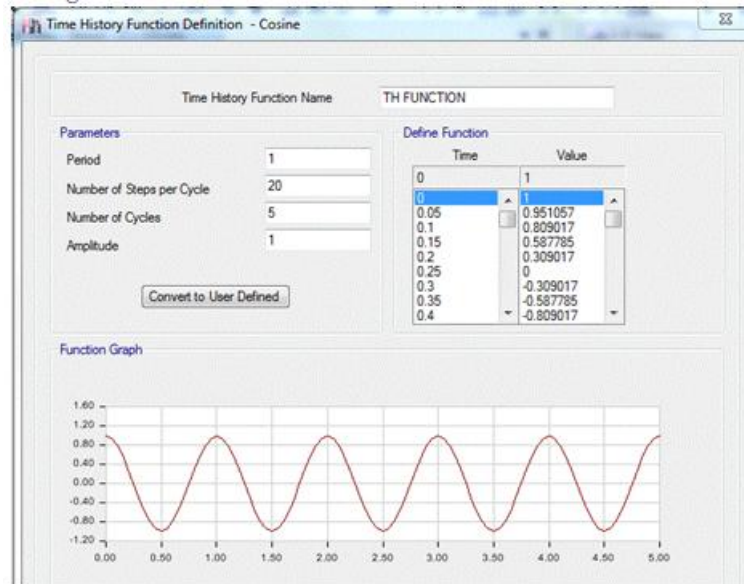 Time History Function Definition - Cosine
Time History Function Name TH FUNCTION
Parameters
Period 1
Number of Steps per Cycle 20
Number of Cycles 5
Amplitude 1
Convert to User Defined
Define Function
Time Value
0 1
0 1
0.05 0.951057
0.1 0.809017
0.15 0.587785
0.2 0.309017
0.25 0
0.3 -0.309017
0.35 -0.587785
0.4 -0.809017
Function Graph
1.60
1.20
0.80
0.40
0.00
-0.40
-0.80
-1.20
0.00 0.50 1.00 1.50 2.00 2.50 3.00 3.50 4.00 4.50 5.00